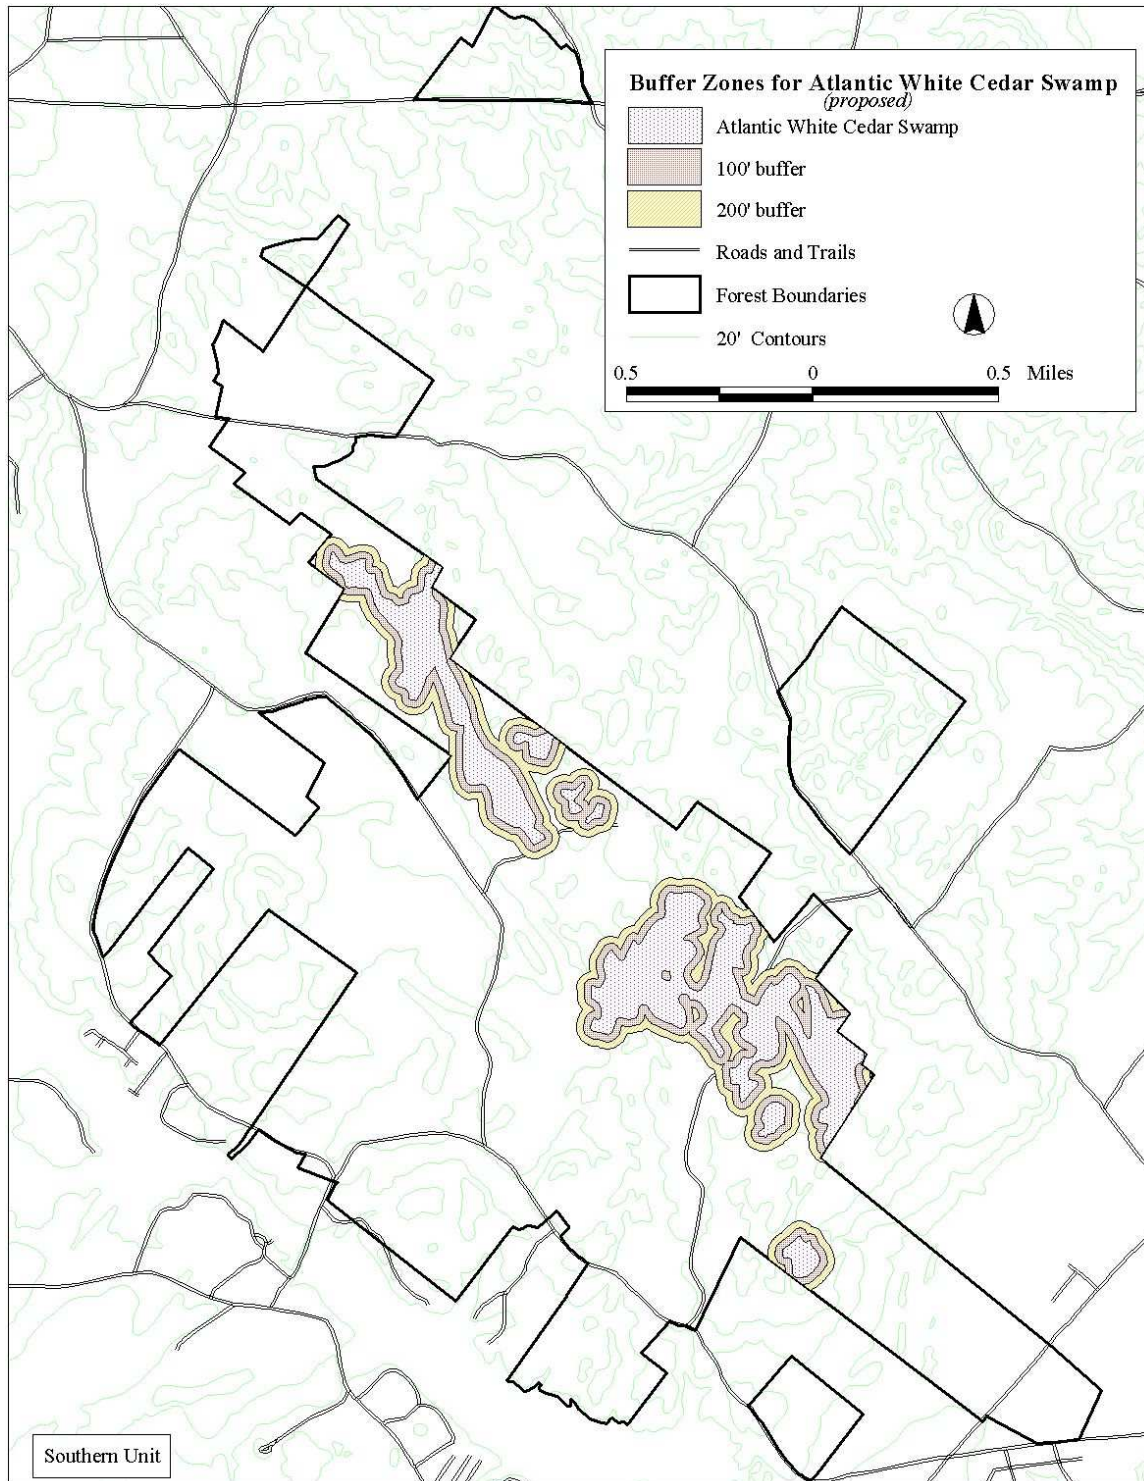 Buffer Zones for Atlantic White Cedar Swamp
(proposed)
Atlantic White Cedar Swamp
100' buffer
200' buffer
Roads and Trails
Forest Boundaries
20' Contours
0.5 0 0.5 Miles
Southern Unit